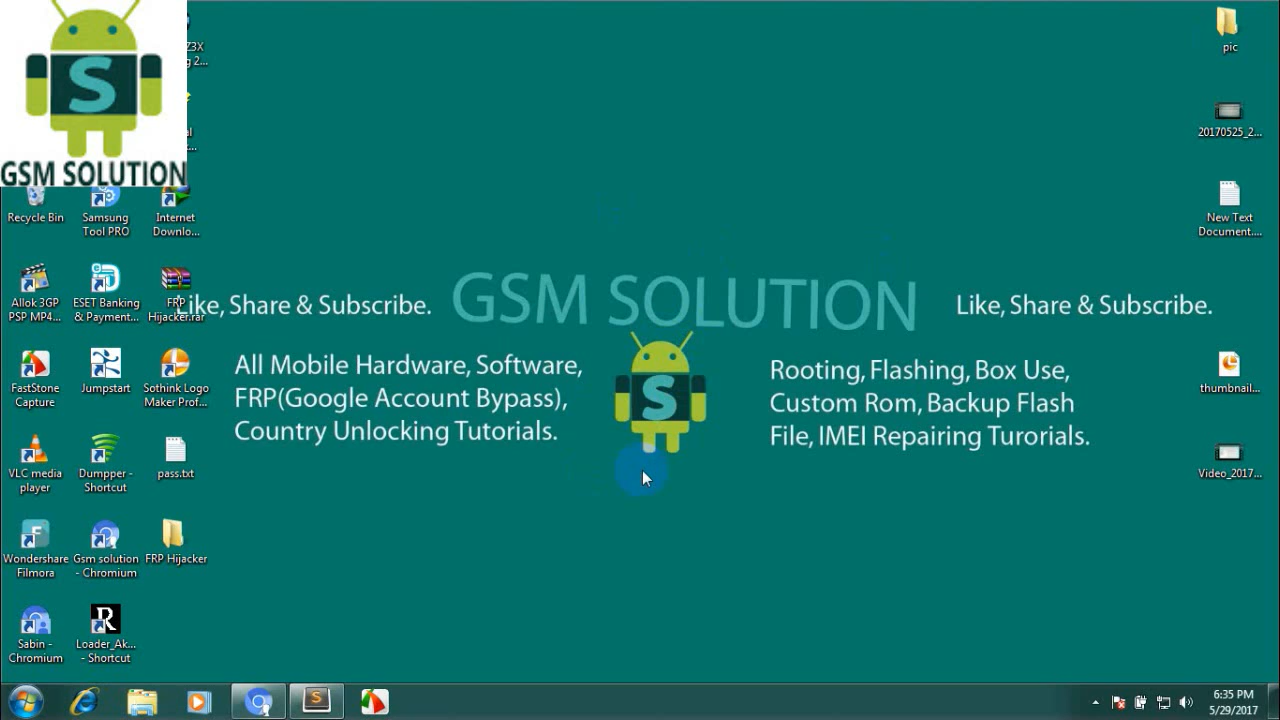 S
GSM SOLUTION
Z3X
g 2...
al
...
Recycle Bin
Samsung
Tool PRO
Internet
Downlo...
Allok 3GP
PSP MP4...
ESET Banking
& Payment...
FRP
Hijacker.rar
FastStone
Capture
Jumpstart
Sothink Logo
Maker Prof...
VLC media
player
Dumpper -
Shortcut
pass.txt
Wondershare
Filmora
Gsm solution
- Chromium
FRP Hijacker
Sabin -
Chromium
R
Loader_Ak...
- Shortcut
Like, Share & Subscribe.
GSM SOLUTION
Like, Share & Subscribe.
All Mobile Hardware, Software,
FRP(Google Account Bypass),
Country Unlocking Tutorials.
S
Rooting, Flashing, Box Use,
Custom Rom, Backup Flash
File, IMEI Repairing Turorials.
pic
20170525_2...
New Text
Document....
thumbnail...
Video_2017...
S
6:35 PM
5/29/2017